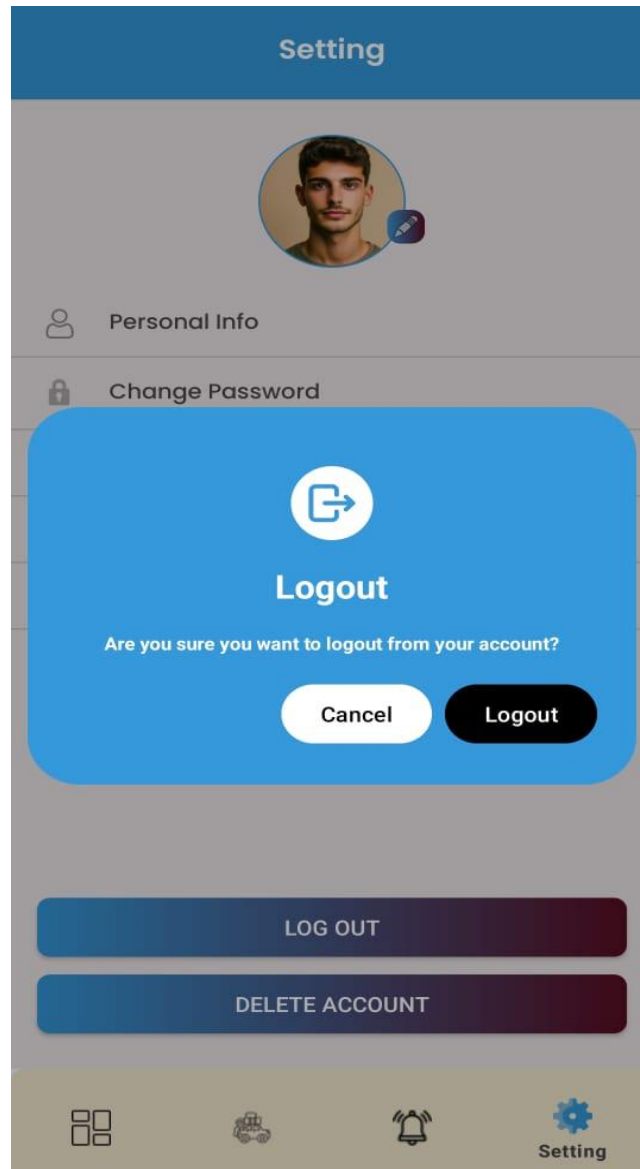 Setting
Personal Info
Change Password
Logout
Are you sure you want to logout from your account?
Cancel Logout
LOG OUT
DELETE ACCOUNT
Setting